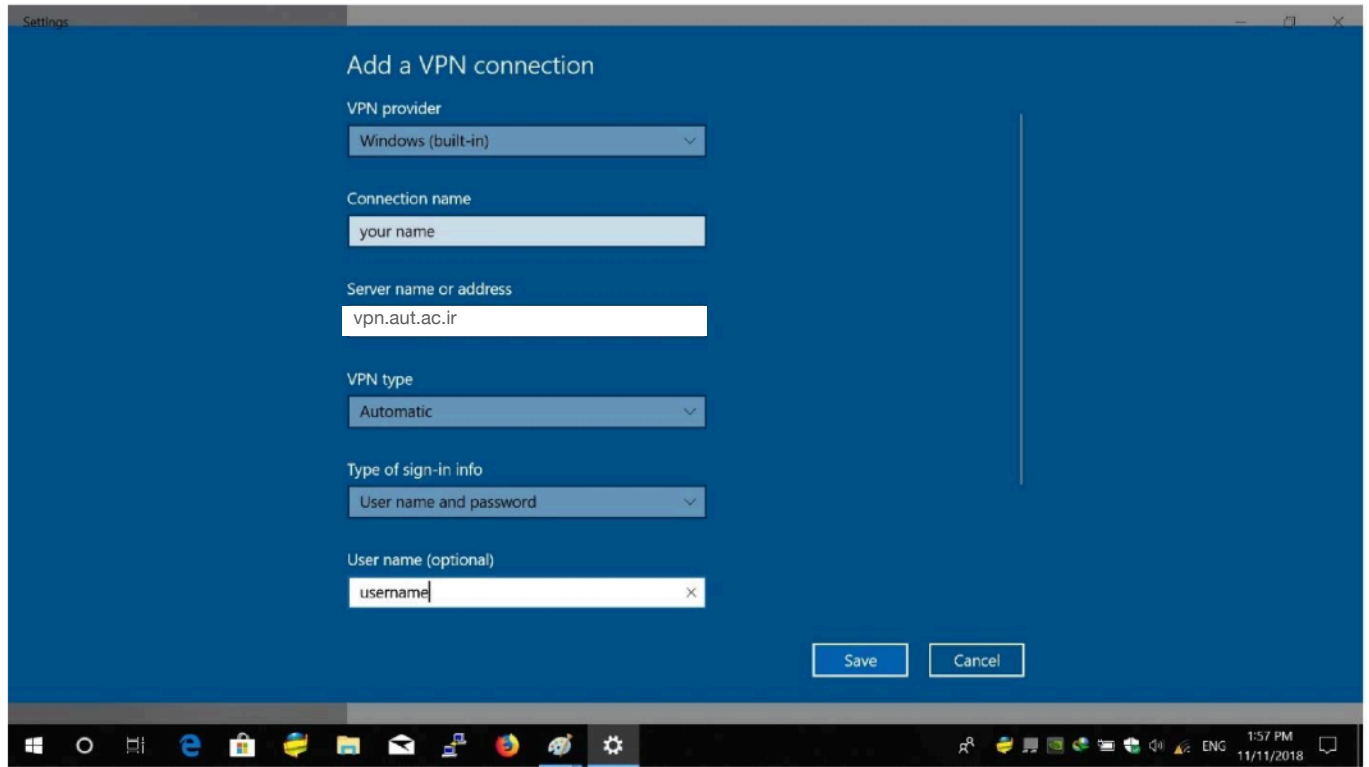 Settings
Add a VPN connection
VPN provider
Windows (built-in)
Connection name
your name
Server name or address
vpn.aut.ac.ir
VPN type
Automatic
Type of sign-in info
User name and password
User name (optional)
username
Save
Cancel
ENG
1:57 PM
11/11/2018